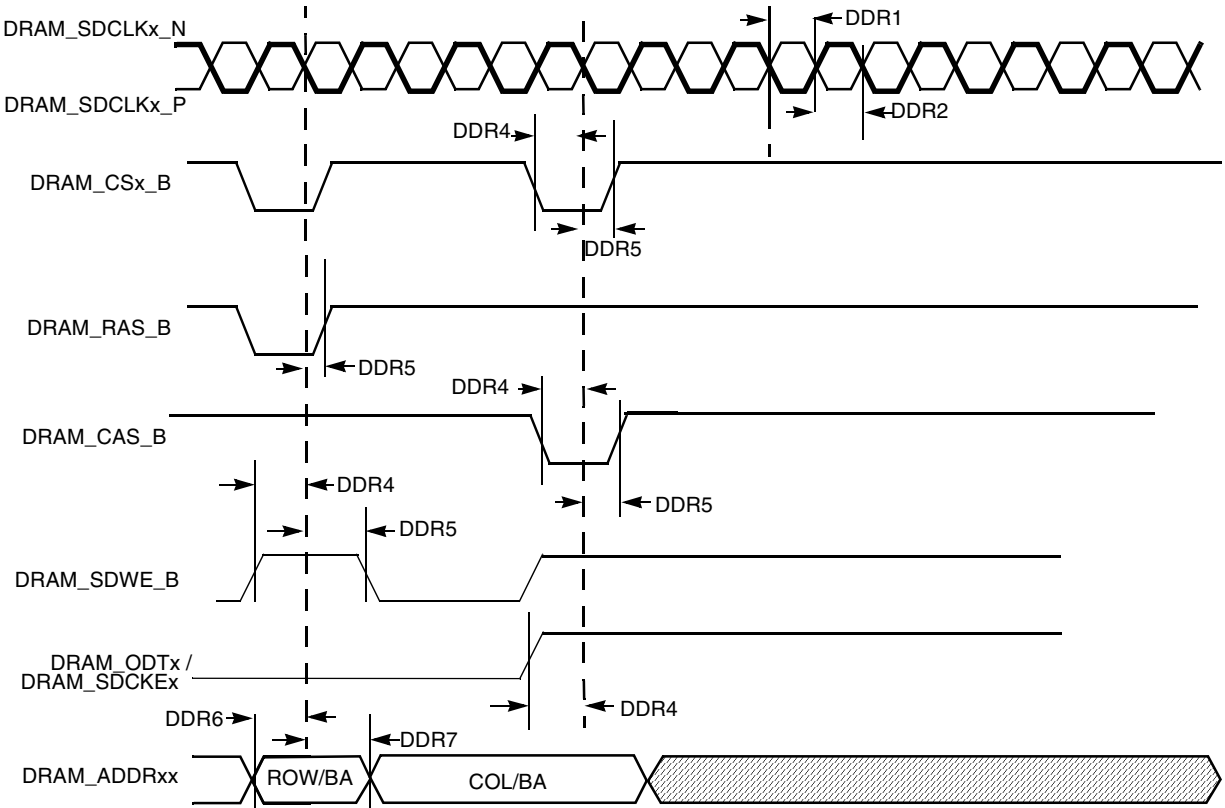 DRAM_SDCLKx_N
DDR1
DRAM_SDCLKx_P
DDR2
DDR4
DRAM_CSx_B
DDR5
DRAM_RAS_B
DDR5
DDR4
DRAM_CAS_B
DDR4
DDR5
DDR5
DRAM_SDWE_B
DRAM_ODTx /
DRAM_SDCKEx
DDR4
DDR6
DDR7
DRAM_ADDRxx
ROW/BA
COL/BA